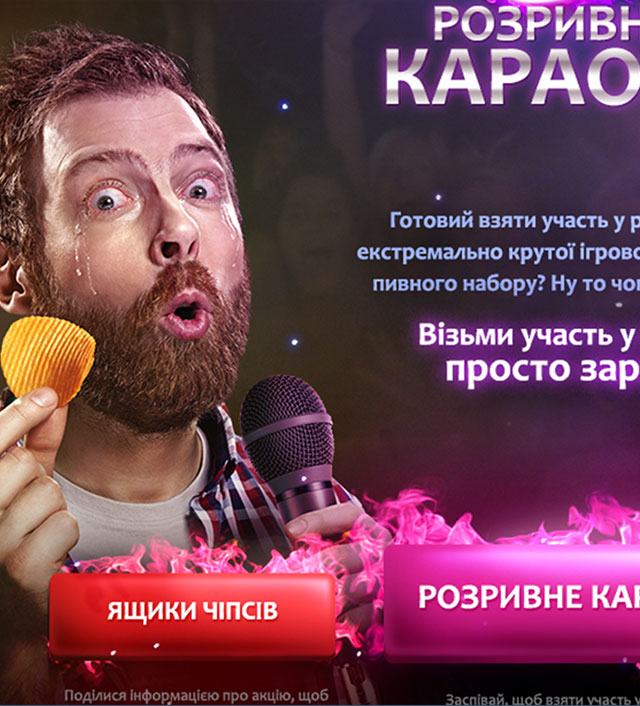 РОЗРИВН
КАРАО
Готовий взяти участь у р
екстремально крутої ігрово
пивного набору? Ну то чо
Візьми участь у
просто зар
ЯЩИКИ ЧІПСІВ
РОЗРИВНЕ КА
Поділися інформацією про акцію, щоб
Заспівай, щоб взяти участь у